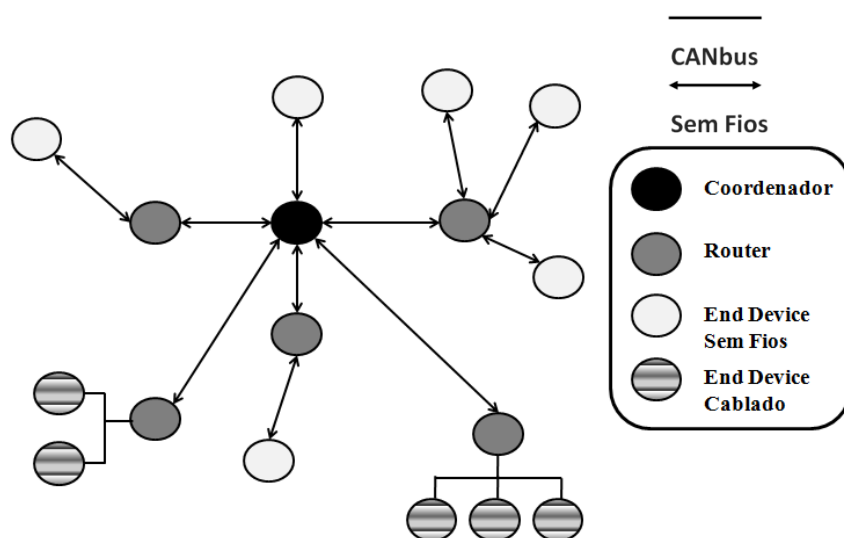 CANbus
Sem Fios
Coordenador
Router
End Device
Sem Fios
End Device
Cablado